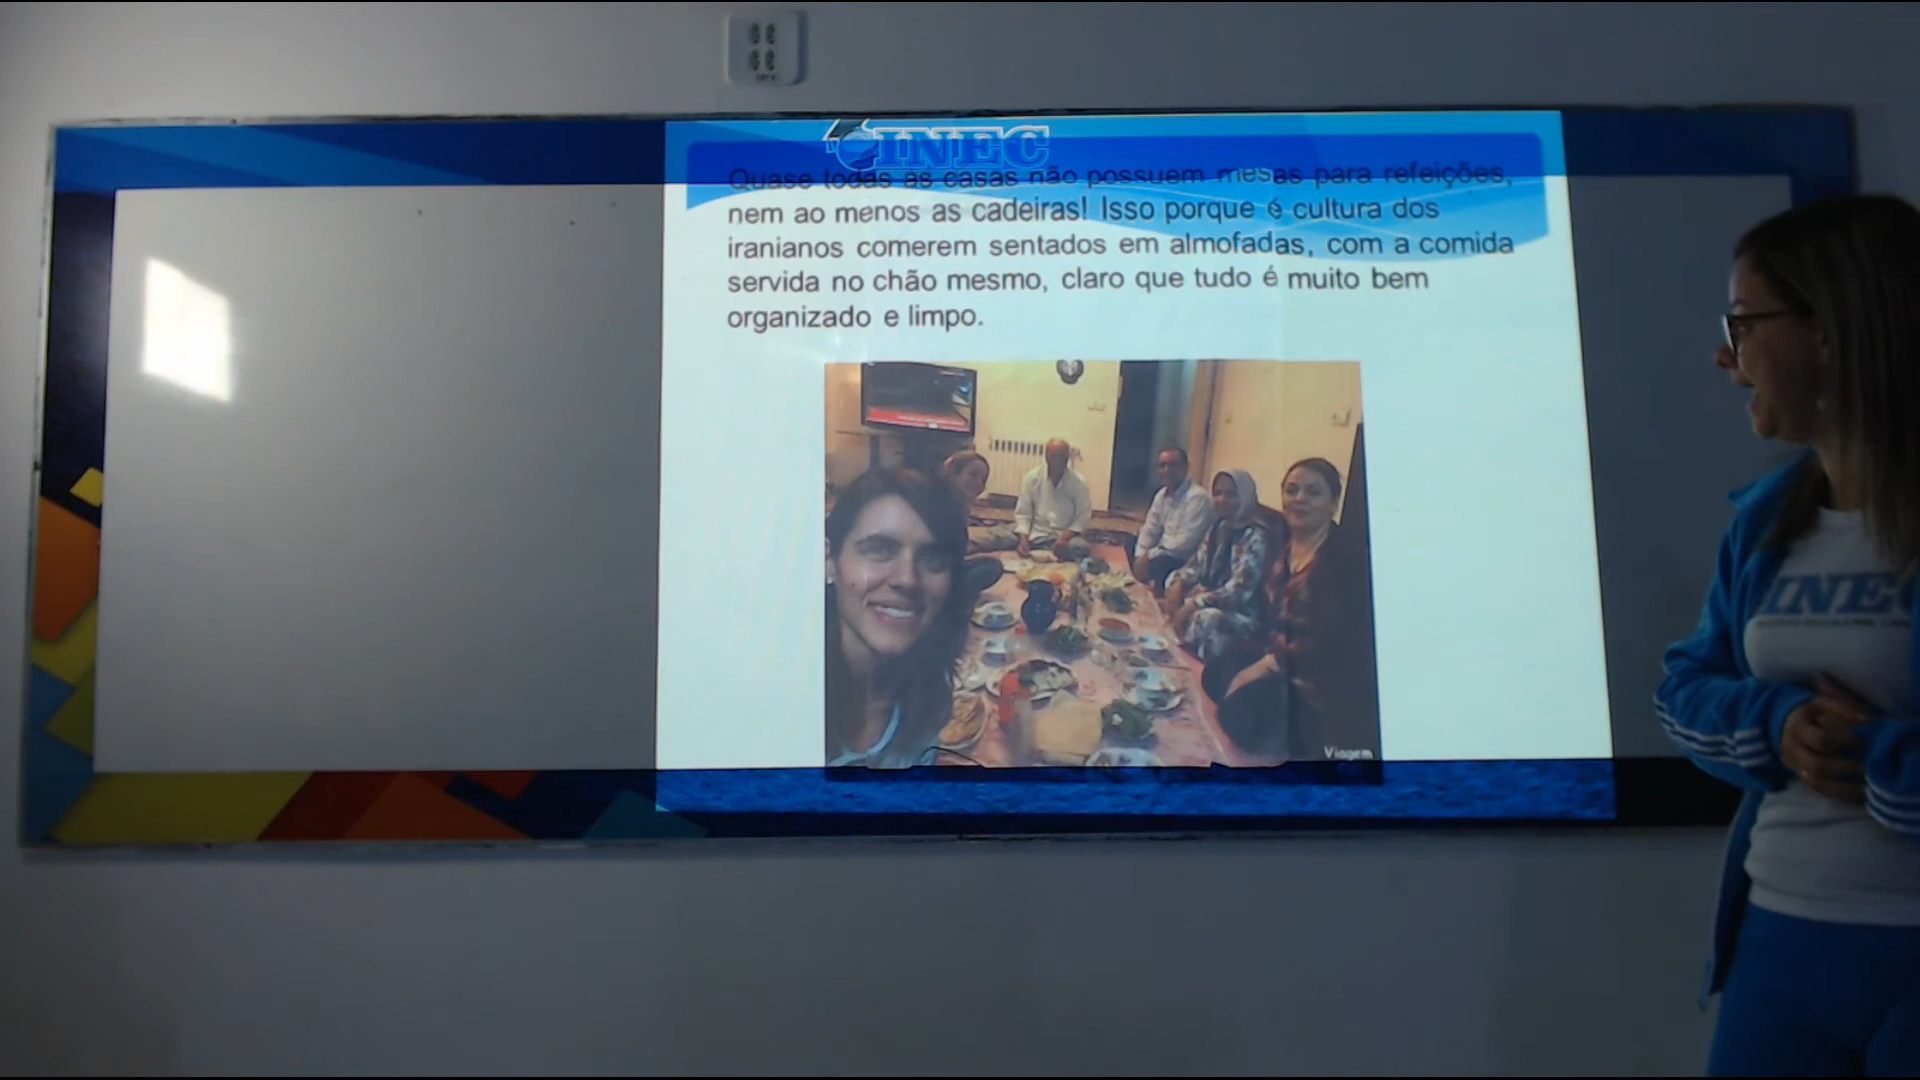 INEC
Quase todas as casas não possuem mesas para refeições,
nem ao menos as cadeiras! Isso porque é cultura dos
iranianos comerem sentados em almofadas, com a comida
servida no chão mesmo, claro que tudo é muito bem
organizado e limpo.
Viagem
INEC